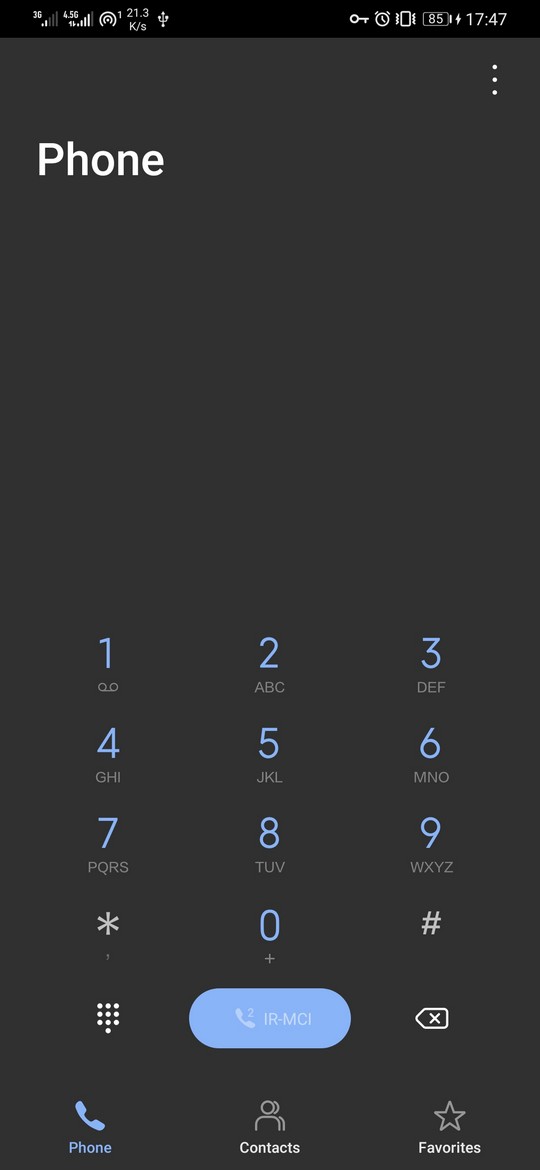 3G 4.5G 1 21.3 K/s 85 17:47
Phone
1 2 3
ABC DEF
4 5 6
GHI JKL MNO
7 8 9
PQRS TUV WXYZ
* 0 #
, +
2 IR-MCI
Phone Contacts Favorites